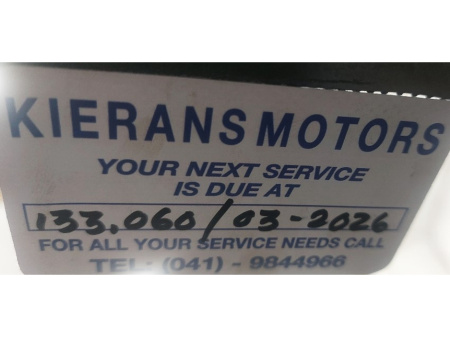 KIERANS MOTORS
YOUR NEXT SERVICE
IS DUE AT
133,060/03-2026
FOR ALL YOUR SERVICE NEEDS CALL
TEL: (041) - 9844966